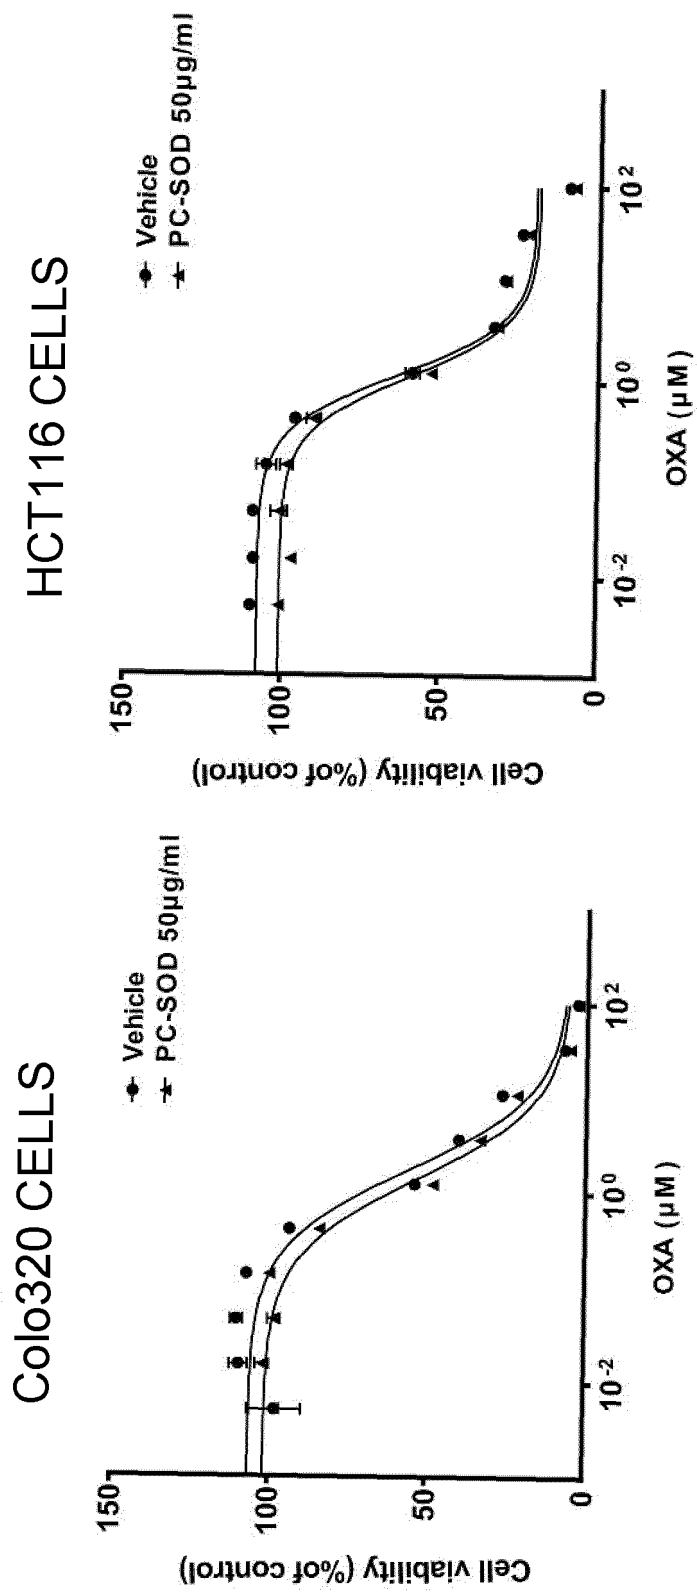 Colo320 CELLS
Vehicle
PC-SOD 50µg/ml
Cell viability (%of control)
150
100
50
0
10-2
100
102
OXA (µM)
HCT116 CELLS
Vehicle
PC-SOD 50µg/ml
Cell viability (%of control)
150
100
50
0
10-2
100
102
OXA (µM)